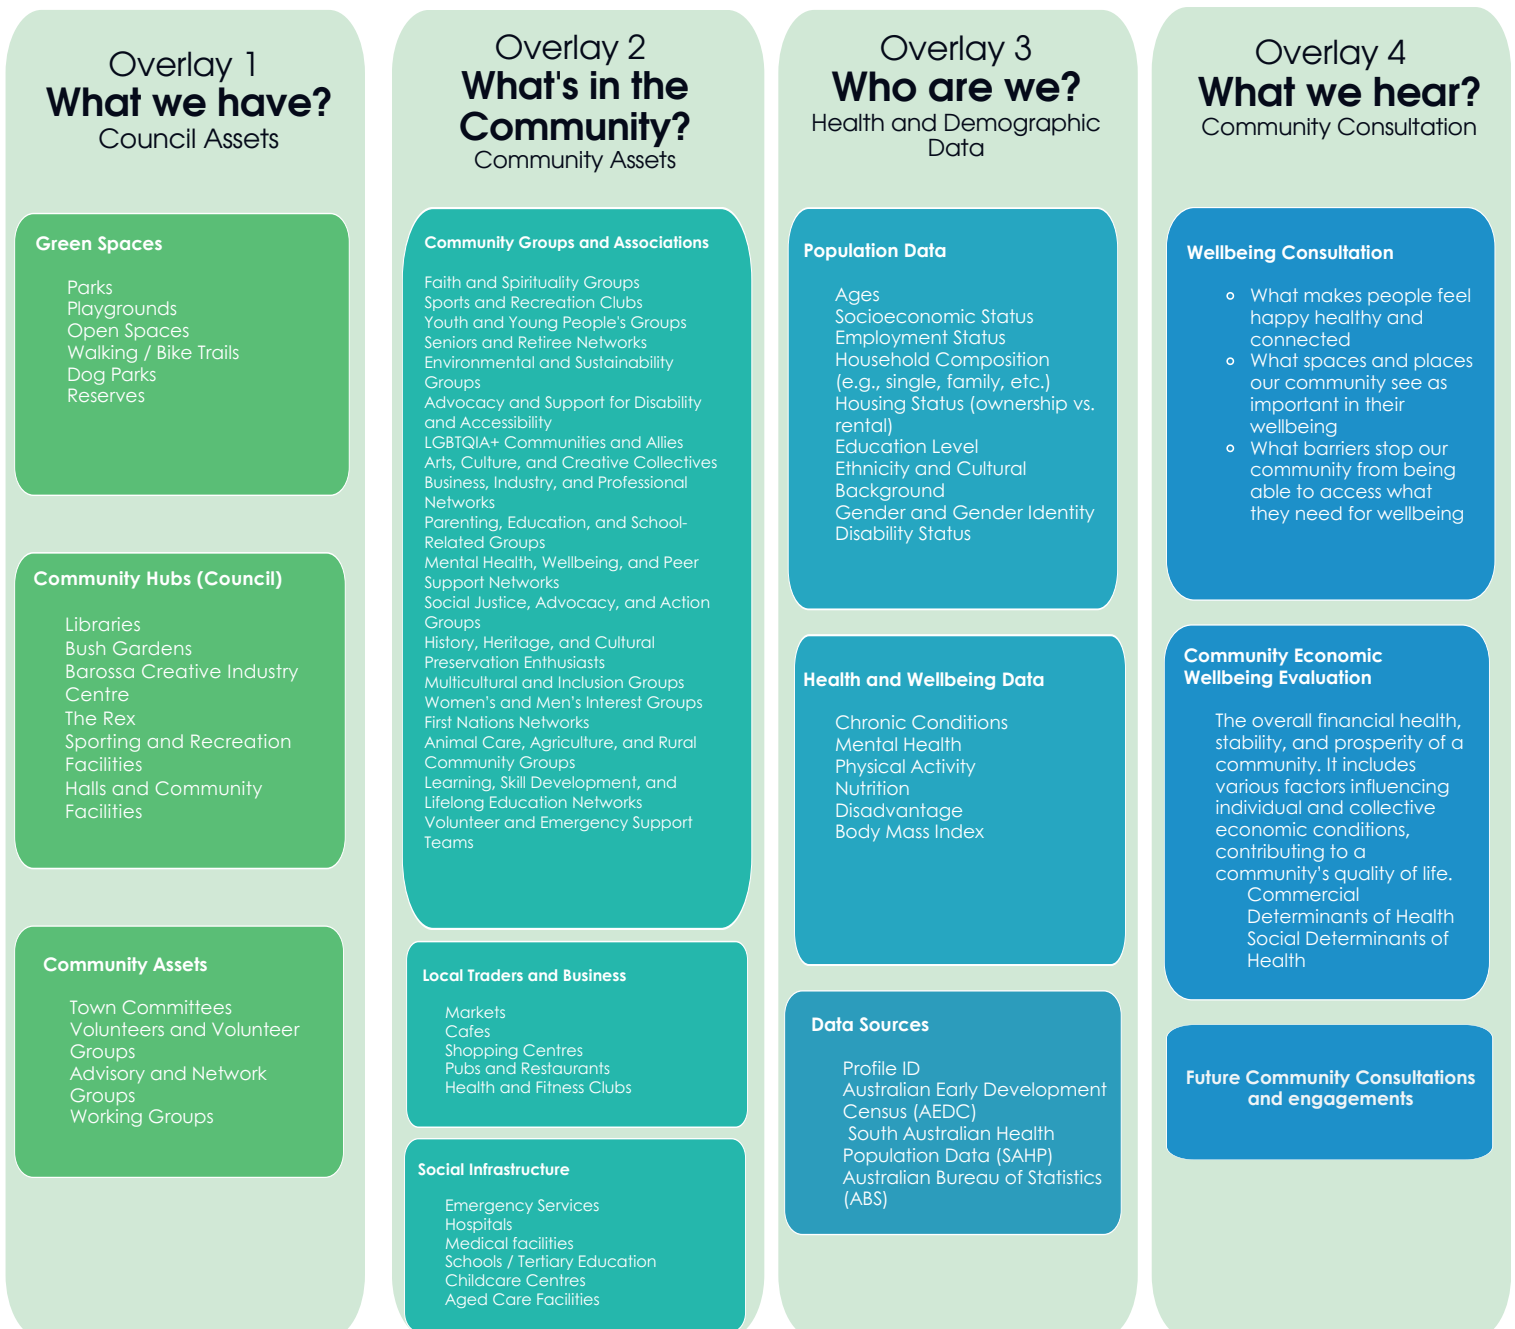 Overlay 1
What we have?
Council Assets
Green Spaces
Parks
Playgrounds
Open Spaces
Walking / Bike Trails
Dog Parks
Reserves
Community Hubs (Council)
Libraries
Bush Gardens
Barossa Creative Industry
Centre
The Rex
Sporting and Recreation
Facilities
Halls and Community
Facilities
Community Assets
Town Committees
Volunteers and Volunteer
Groups
Advisory and Network
Groups
Working Groups
Overlay 2
What's in the
Community?
Community Assets
Community Groups and Associations
Faith and Spirituality Groups
Sports and Recreation Clubs
Youth and Young People's Groups
Seniors and Retiree Networks
Environmental and Sustainability
Groups
Advocacy and Support for Disability
and Accessibility
LGBTQIA+ Communities and Allies
Arts, Culture, and Creative Collectives
Business, Industry, and Professional
Networks
Parenting, Education, and School-
Related Groups
Mental Health, Wellbeing, and Peer
Support Networks
Social Justice, Advocacy, and Action
Groups
History, Heritage, and Cultural
Preservation Enthusiasts
Multicultural and Inclusion Groups
Women's and Men's Interest Groups
First Nations Networks
Animal Care, Agriculture, and Rural
Community Groups
Learning, Skill Development, and
Lifelong Education Networks
Volunteer and Emergency Support
Teams
Local Traders and Business
Markets
Cafes
Shopping Centres
Pubs and Restaurants
Health and Fitness Clubs
Social Infrastructure
Emergency Services
Hospitals
Medical facilities
Schools / Tertiary Education
Childcare Centres
Aged Care Facilities
Overlay 3
Who are we?
Health and Demographic
Data
Population Data
Ages
Socioeconomic Status
Employment Status
Household Composition
(e.g., single, family, etc.)
Housing Status (ownership vs.
rental)
Education Level
Ethnicity and Cultural
Background
Gender and Gender Identity
Disability Status
Health and Wellbeing Data
Chronic Conditions
Mental Health
Physical Activity
Nutrition
Disadvantage
Body Mass Index
Data Sources
Profile ID
Australian Early Development
Census (AEDC)
South Australian Health
Population Data (SAHP)
Australian Bureau of Statistics
(ABS)
Overlay 4
What we hear?
Community Consultation
Wellbeing Consultation
What makes people feel
happy healthy and
connected
What spaces and places
our community see as
important in their
wellbeing
What barriers stop our
community from being
able to access what
they need for wellbeing
Community Economic
Wellbeing Evaluation
The overall financial health,
stability, and prosperity of a
community. It includes
various factors influencing
individual and collective
economic conditions,
contributing to a
community's quality of life.
Commercial
Determinants of Health
Social Determinants of
Health
Future Community Consultations
and engagements